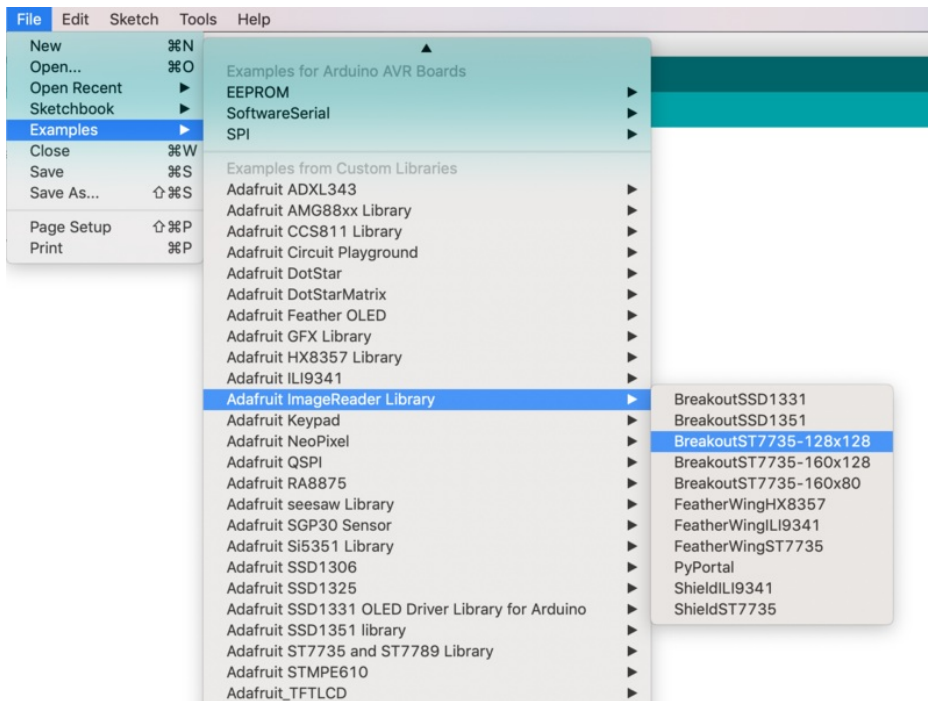 File Edit Sketch Tools Help
New ⌘N
Open... ⌘O
Open Recent ▶
Sketchbook ▶
Examples ▶
Close ⌘W
Save ⌘S
Save As... ⇧⌘S
Page Setup ⇧⌘P
Print ⌘P
▲
Examples for Arduino AVR Boards
EEPROM ▶
SoftwareSerial ▶
SPI ▶
Examples from Custom Libraries
Adafruit ADXL343 ▶
Adafruit AMG88xx Library ▶
Adafruit CCS811 Library ▶
Adafruit Circuit Playground ▶
Adafruit DotStar ▶
Adafruit DotStarMatrix ▶
Adafruit Feather OLED ▶
Adafruit GFX Library ▶
Adafruit HX8357 Library ▶
Adafruit ILI9341 ▶
Adafruit ImageReader Library ▶
Adafruit Keypad ▶
Adafruit NeoPixel ▶
Adafruit QSPI ▶
Adafruit RA8875 ▶
Adafruit seesaw Library ▶
Adafruit SGP30 Sensor ▶
Adafruit Si5351 Library ▶
Adafruit SSD1306 ▶
Adafruit SSD1325 ▶
Adafruit SSD1331 OLED Driver Library for Arduino ▶
Adafruit SSD1351 library ▶
Adafruit ST7735 and ST7789 Library ▶
Adafruit STMPE610 ▶
Adafruit_TFTLCD ▶
BreakoutSSD1331
BreakoutSSD1351
BreakoutST7735-128x128
BreakoutST7735-160x128
BreakoutST7735-160x80
FeatherWingHX8357
FeatherWingILI9341
FeatherWingST7735
PyPortal
ShieldILI9341
ShieldST7735